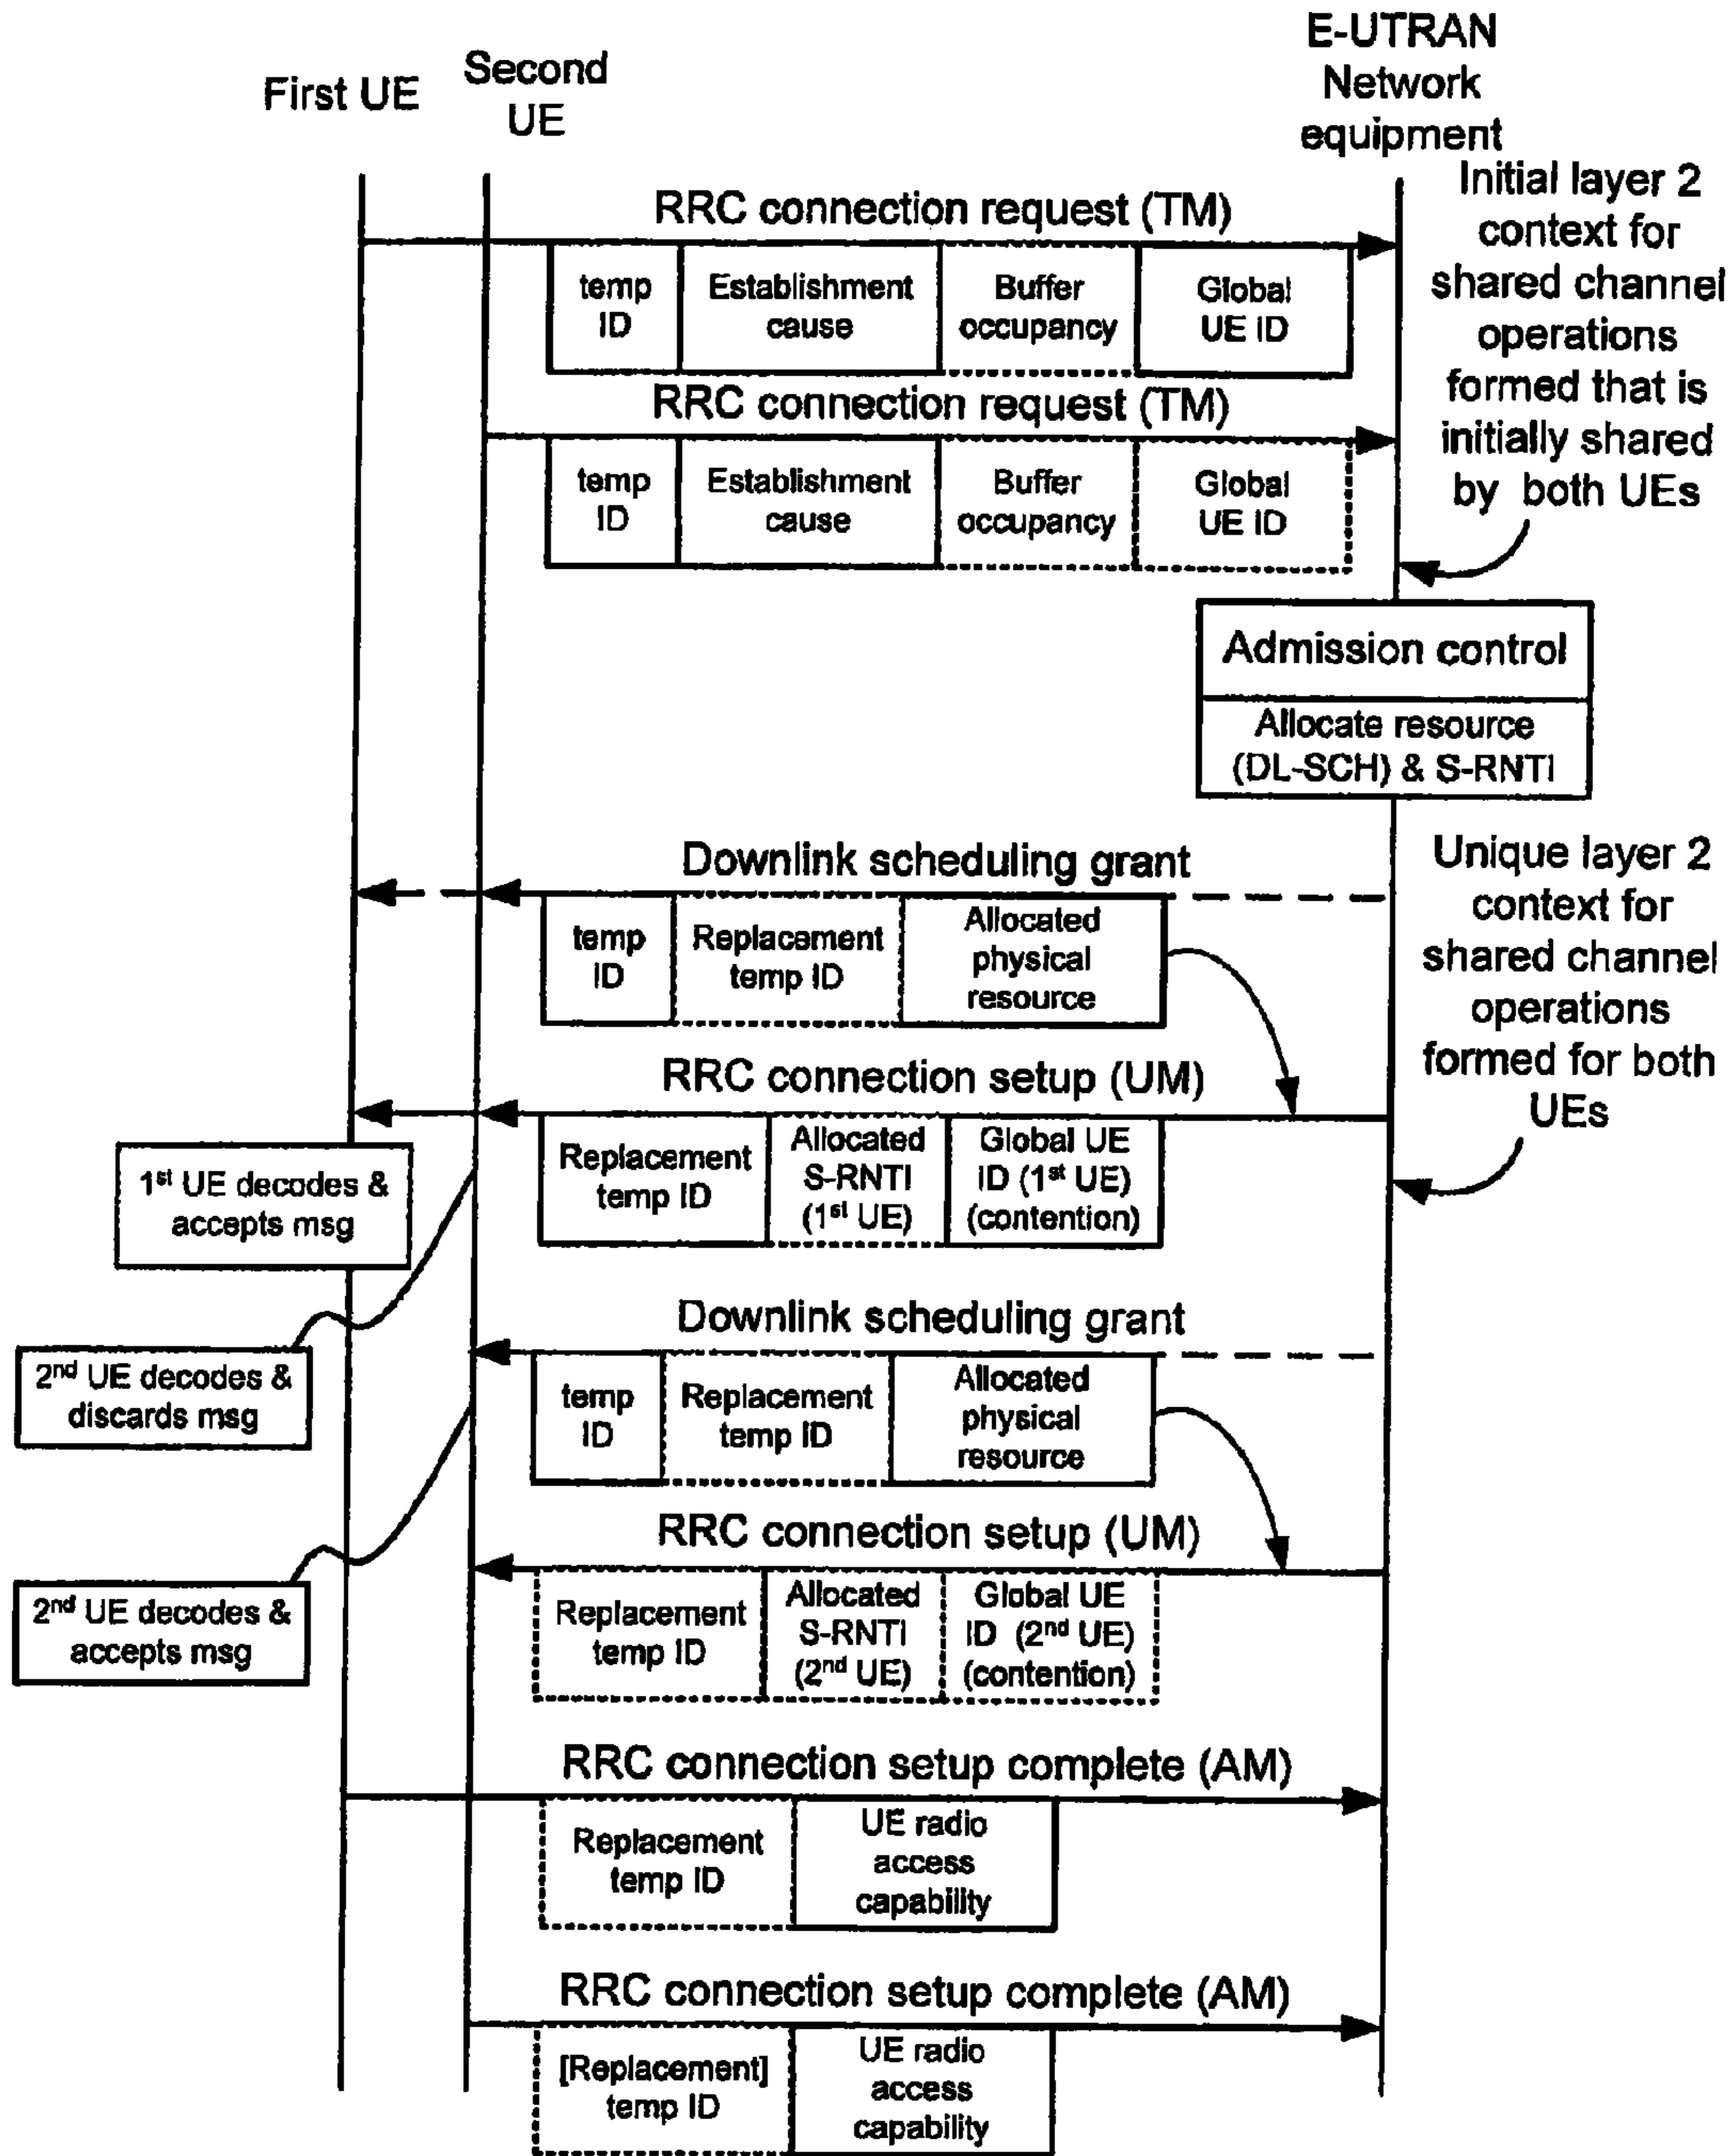 First UE
Second
UE
E-UTRAN
Network
equipment
Initial layer 2
context for
shared channel
operations
formed that is
initially shared
by both UEs
RRC connection request (TM)
temp
ID
Establishment
cause
Buffer
occupancy
Global
UE ID
RRC connection request (TM)
temp
ID
Establishment
cause
Buffer
occupancy
Global
UE ID
Admission control
Allocate resource
(DL-SCH) & S-RNTI
Downlink scheduling grant
temp
ID
Replacement
temp ID
Allocated
physical
resource
Unique layer 2
context for
shared channel
operations
formed for both
UEs
RRC connection setup (UM)
Replacement
temp ID
Allocated
S-RNTI
(1st UE)
Global UE
ID (1st UE)
(contention)
1st UE decodes &
accepts msg
Downlink scheduling grant
temp
ID
Replacement
temp ID
Allocated
physical
resource
2nd UE decodes &
discards msg
RRC connection setup (UM)
Replacement
temp ID
Allocated
S-RNTI
(2nd UE)
Global UE
ID (2nd UE)
(contention)
2nd UE decodes &
accepts msg
RRC connection setup complete (AM)
Replacement
temp ID
UE radio
access
capability
RRC connection setup complete (AM)
[Replacement]
temp ID
UE radio
access
capability